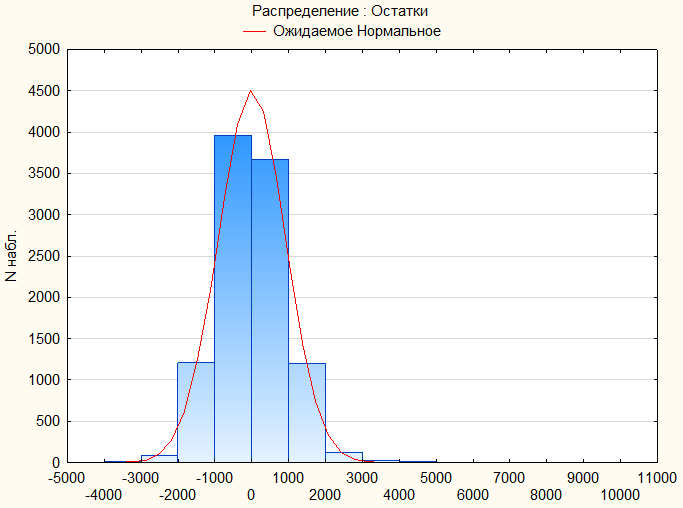 Распределение : Остатки
Ожидаемое Нормальное
5000
4500
4000
3500
3000
2500
2000
1500
1000
500
0
N набл.
-5000 -3000 -1000 1000 3000 5000 7000 9000 11000
-4000 -2000 0 2000 4000 6000 8000 10000